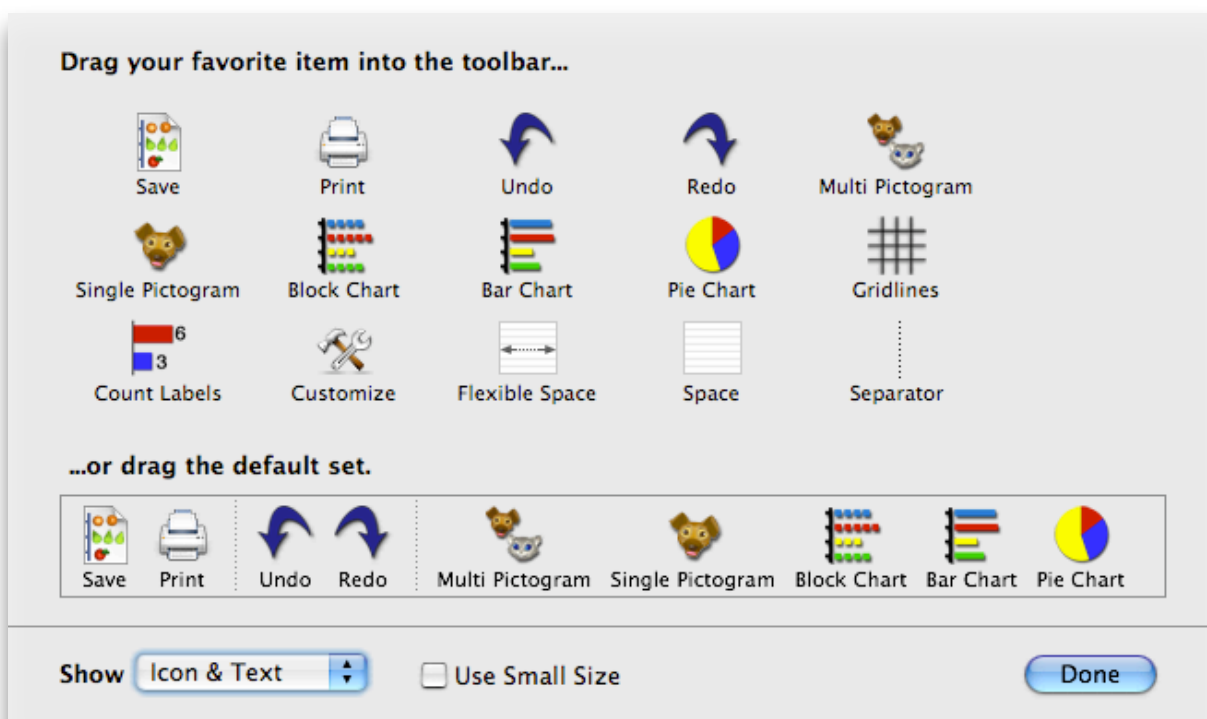 Drag your favorite item into the toolbar...
Save Print Undo Redo Multi Pictogram
Single Pictogram Block Chart Bar Chart Pie Chart Gridlines
6
3
Count Labels Customize Flexible Space Space Separator
...or drag the default set.
Save Print Undo Redo Multi Pictogram Single Pictogram Block Chart Bar Chart Pie Chart
Show Icon & Text Use Small Size Done